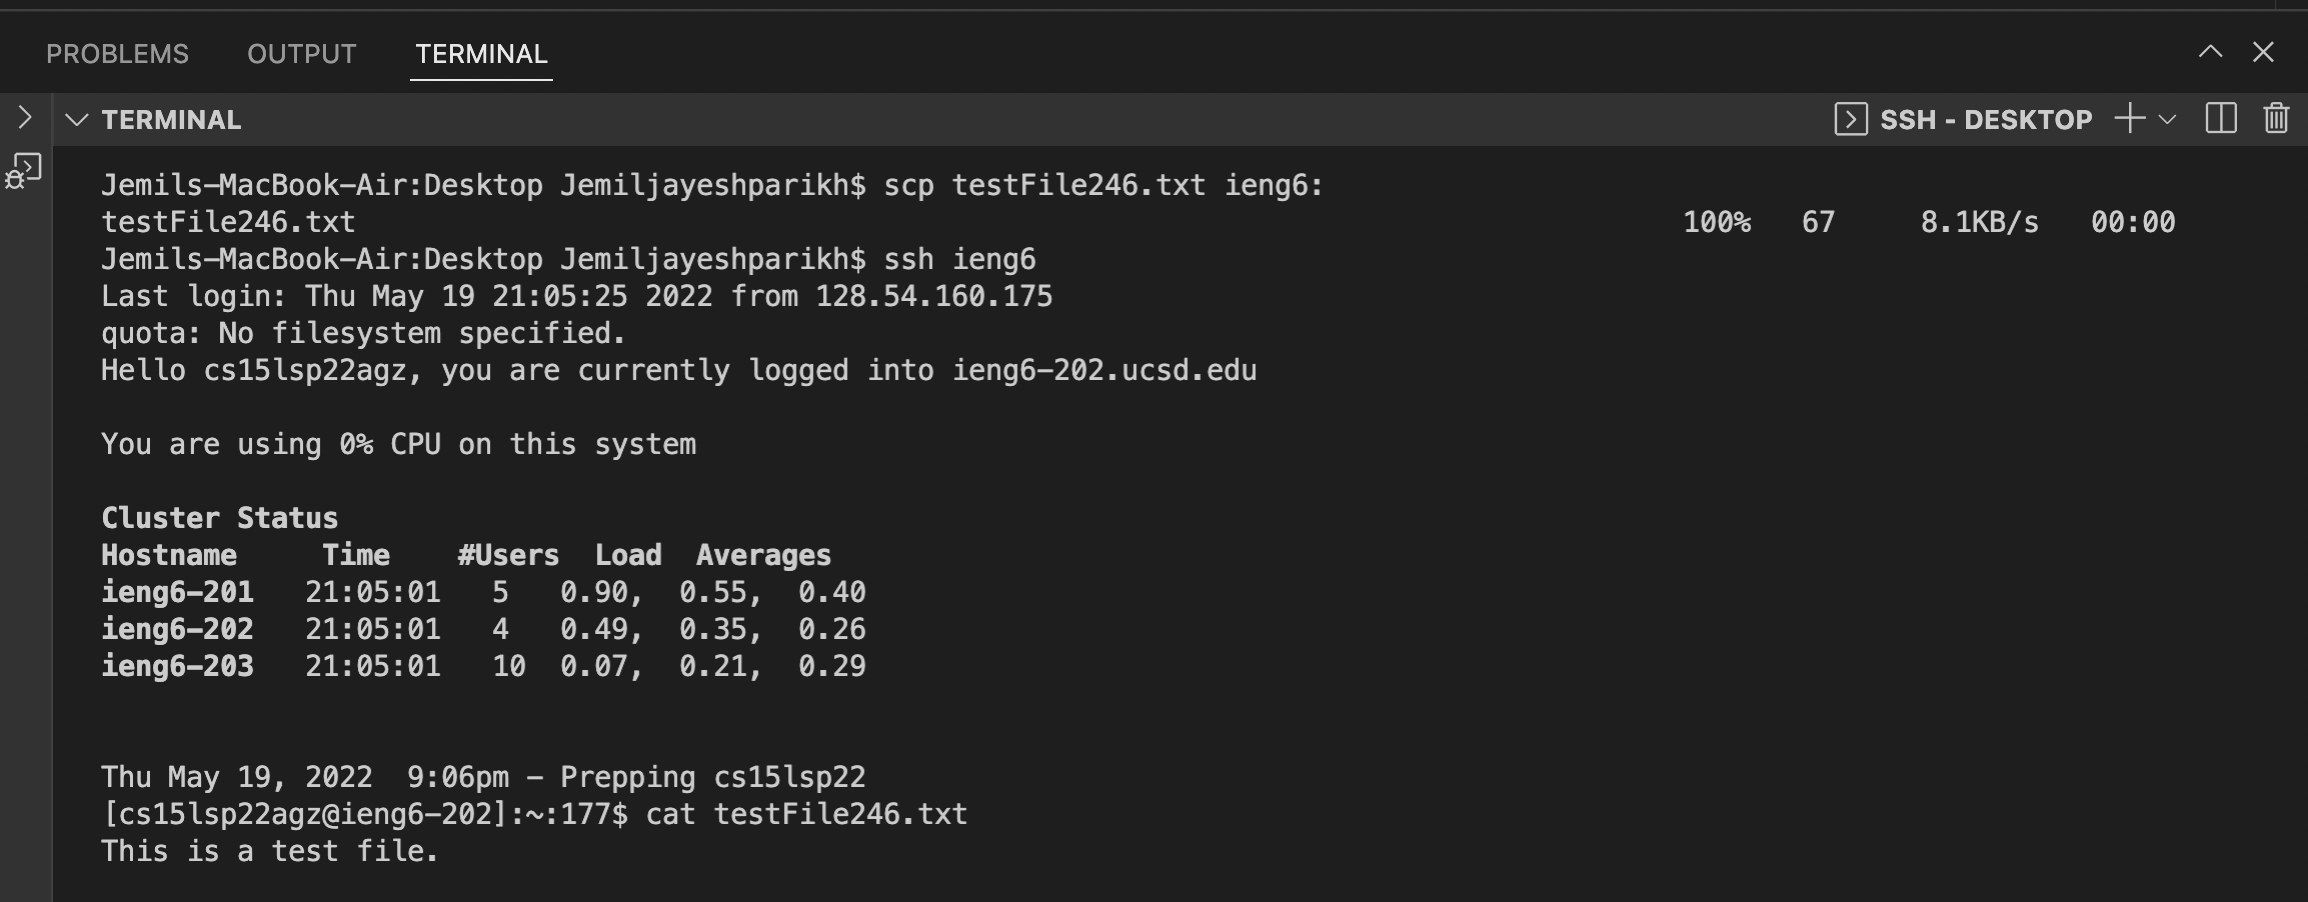 PROBLEMS OUTPUT TERMINAL
TERMINAL SSH - DESKTOP
Jemils-MacBook-Air:Desktop Jemiljayeshparikh$ scp testFile246.txt ieng6:
testFile246.txt 100% 67 8.1KB/s 00:00
Jemils-MacBook-Air:Desktop Jemiljayeshparikh$ ssh ieng6
Last login: Thu May 19 21:05:25 2022 from 128.54.160.175
quota: No filesystem specified.
Hello cs15lsp22agz, you are currently logged into ieng6-202.ucsd.edu
You are using 0% CPU on this system
Cluster Status
Hostname Time #Users Load Averages
ieng6-201 21:05:01 5 0.90, 0.55, 0.40
ieng6-202 21:05:01 4 0.49, 0.35, 0.26
ieng6-203 21:05:01 10 0.07, 0.21, 0.29
Thu May 19, 2022 9:06pm - Prepping cs15lsp22
[cs15lsp22agz@ieng6-202]:~:177$ cat testFile246.txt
This is a test file.